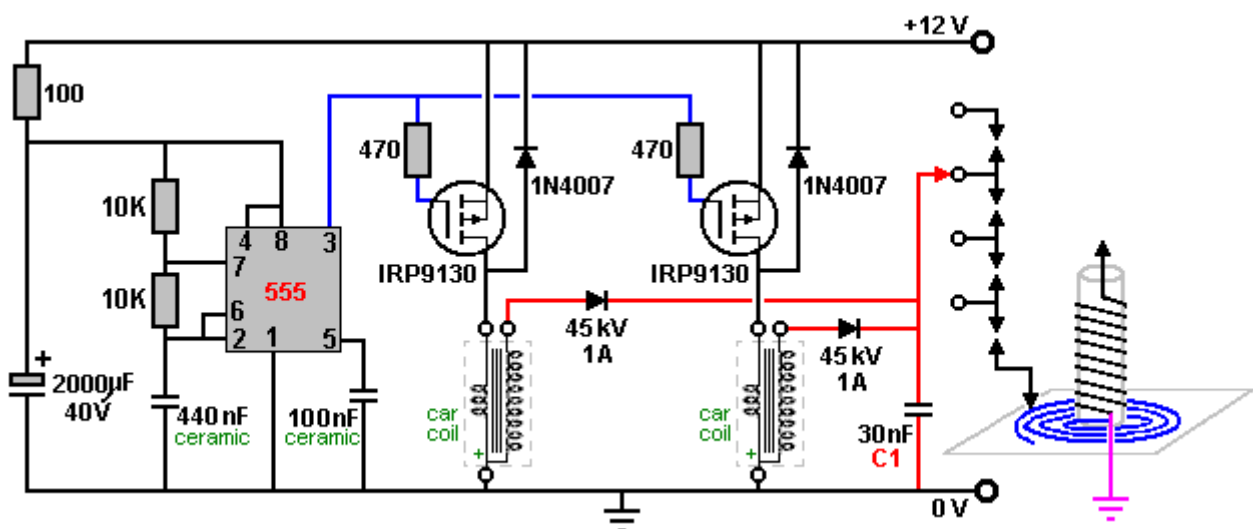 +12 V
100
470
470
1N4007
1N4007
10K
4 8 3
7
IRP9130
IRP9130
10K
555
6
2 1 5
45 kV
1A
45 kV
1A
+
2000µF
40V
440 nF
ceramic
100nF
ceramic
car
coil
+
car
coil
+
30nF
C1
0 V